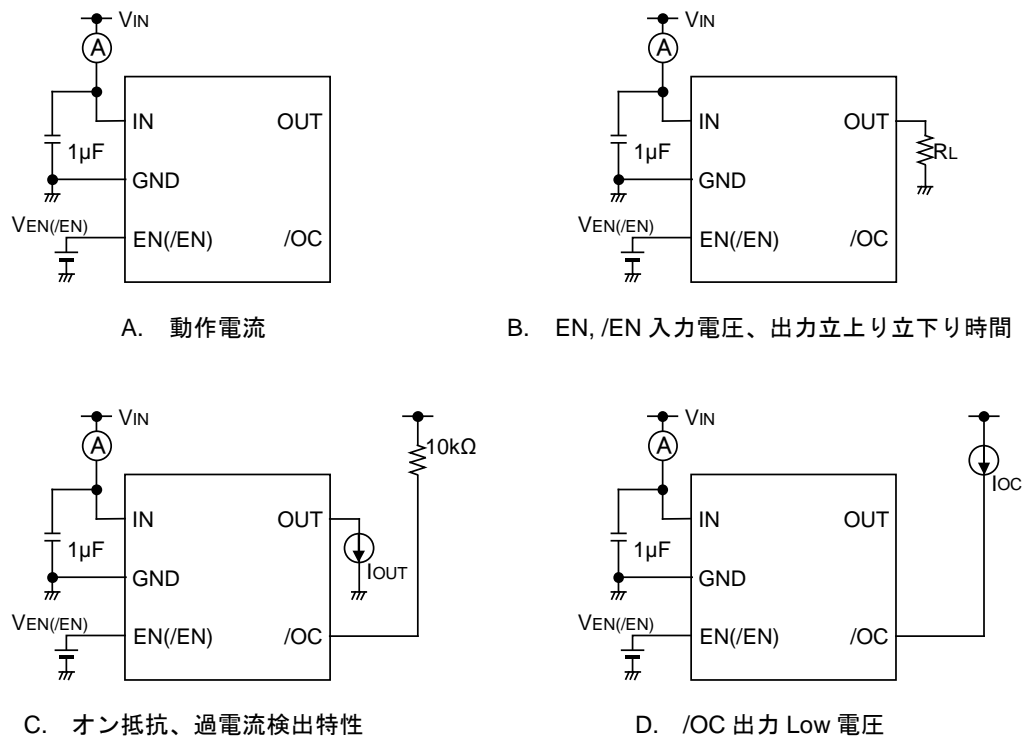 VIN
A
IN
OUT
1µF
GND
VEN(/EN)
EN(/EN)
/OC
A. 動作電流
VIN
A
IN
OUT
1µF
RL
GND
VEN(/EN)
EN(/EN)
/OC
B. EN, /EN 入力電圧、出力立上り立下り時間
VIN
A
10kΩ
IN
OUT
1µF
IOUT
GND
VEN(/EN)
EN(/EN)
/OC
C. オン抵抗、過電流検出特性
VIN
A
IOC
IN
OUT
1µF
GND
VEN(/EN)
EN(/EN)
/OC
D. /OC 出力 Low 電圧